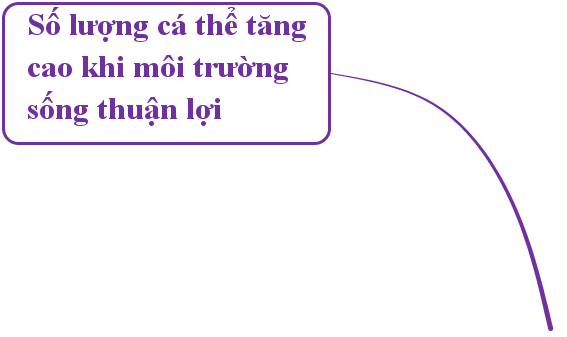 Số lượng cá thể tăng
cao khi môi trường
sống thuận lợi